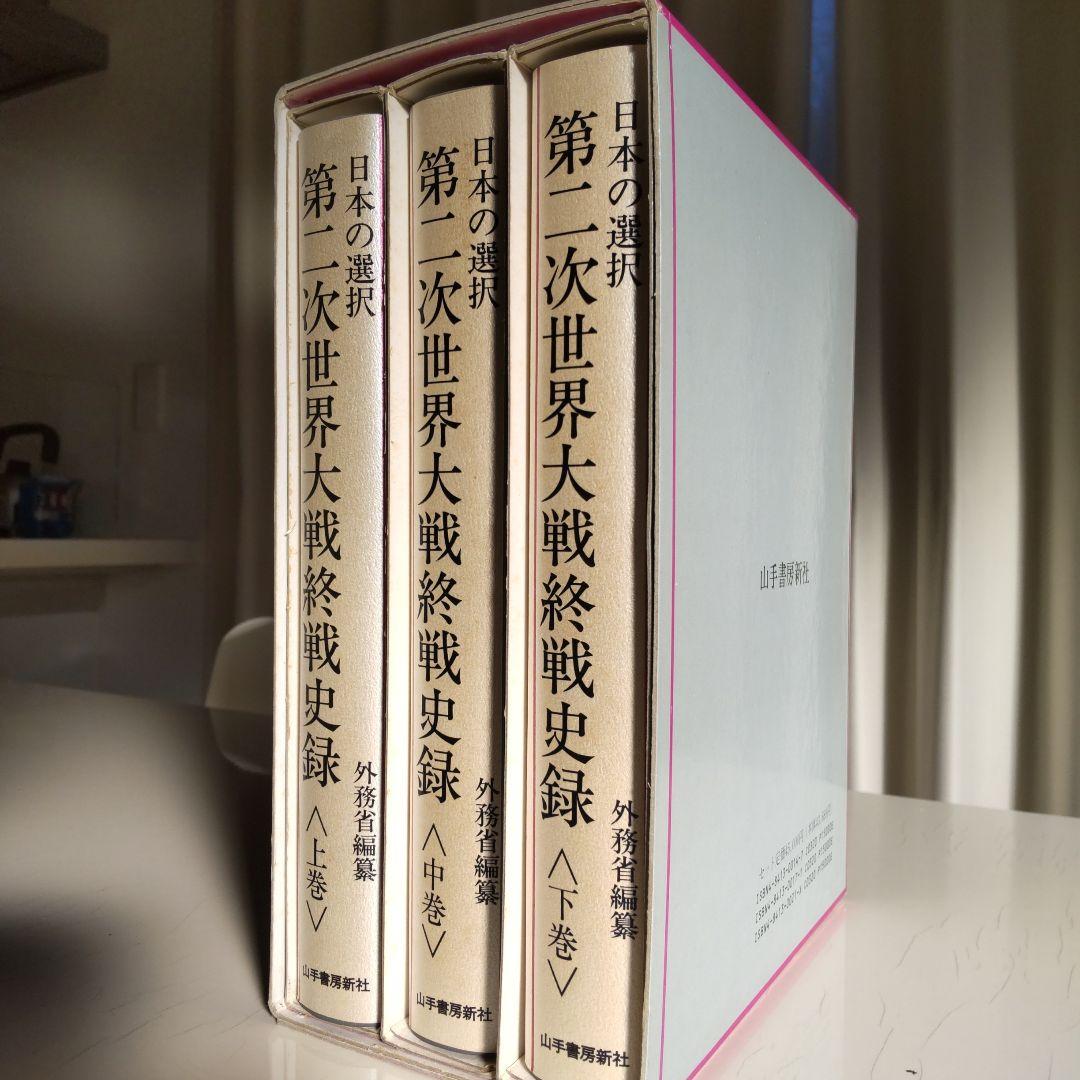 日本の選択
第二次世界大戦終戦史録
外務省編纂
〈上巻〉
山手書房新社
日本の選択
第二次世界大戦終戦史録
外務省編纂
〈中巻〉
山手書房新社
日本の選択
第二次世界大戦終戦史録
外務省編纂
〈下巻〉
山手書房新社
山手書房新社